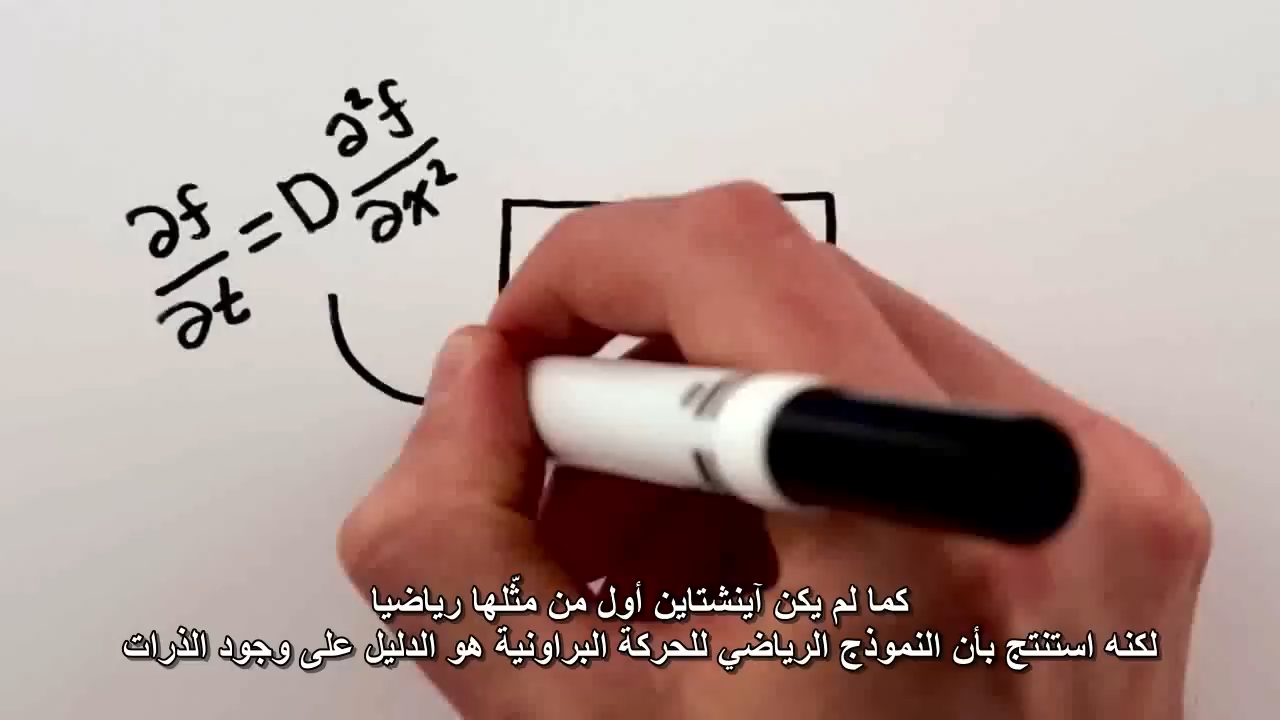 ∂f/∂t = D ∂²f/∂x²
كما لم يكن آينشتاين أول من مثّلها رياضيا
لكنه استنتج بأن النموذج الرياضي للحركة البراونية هو الدليل على وجود الذرات